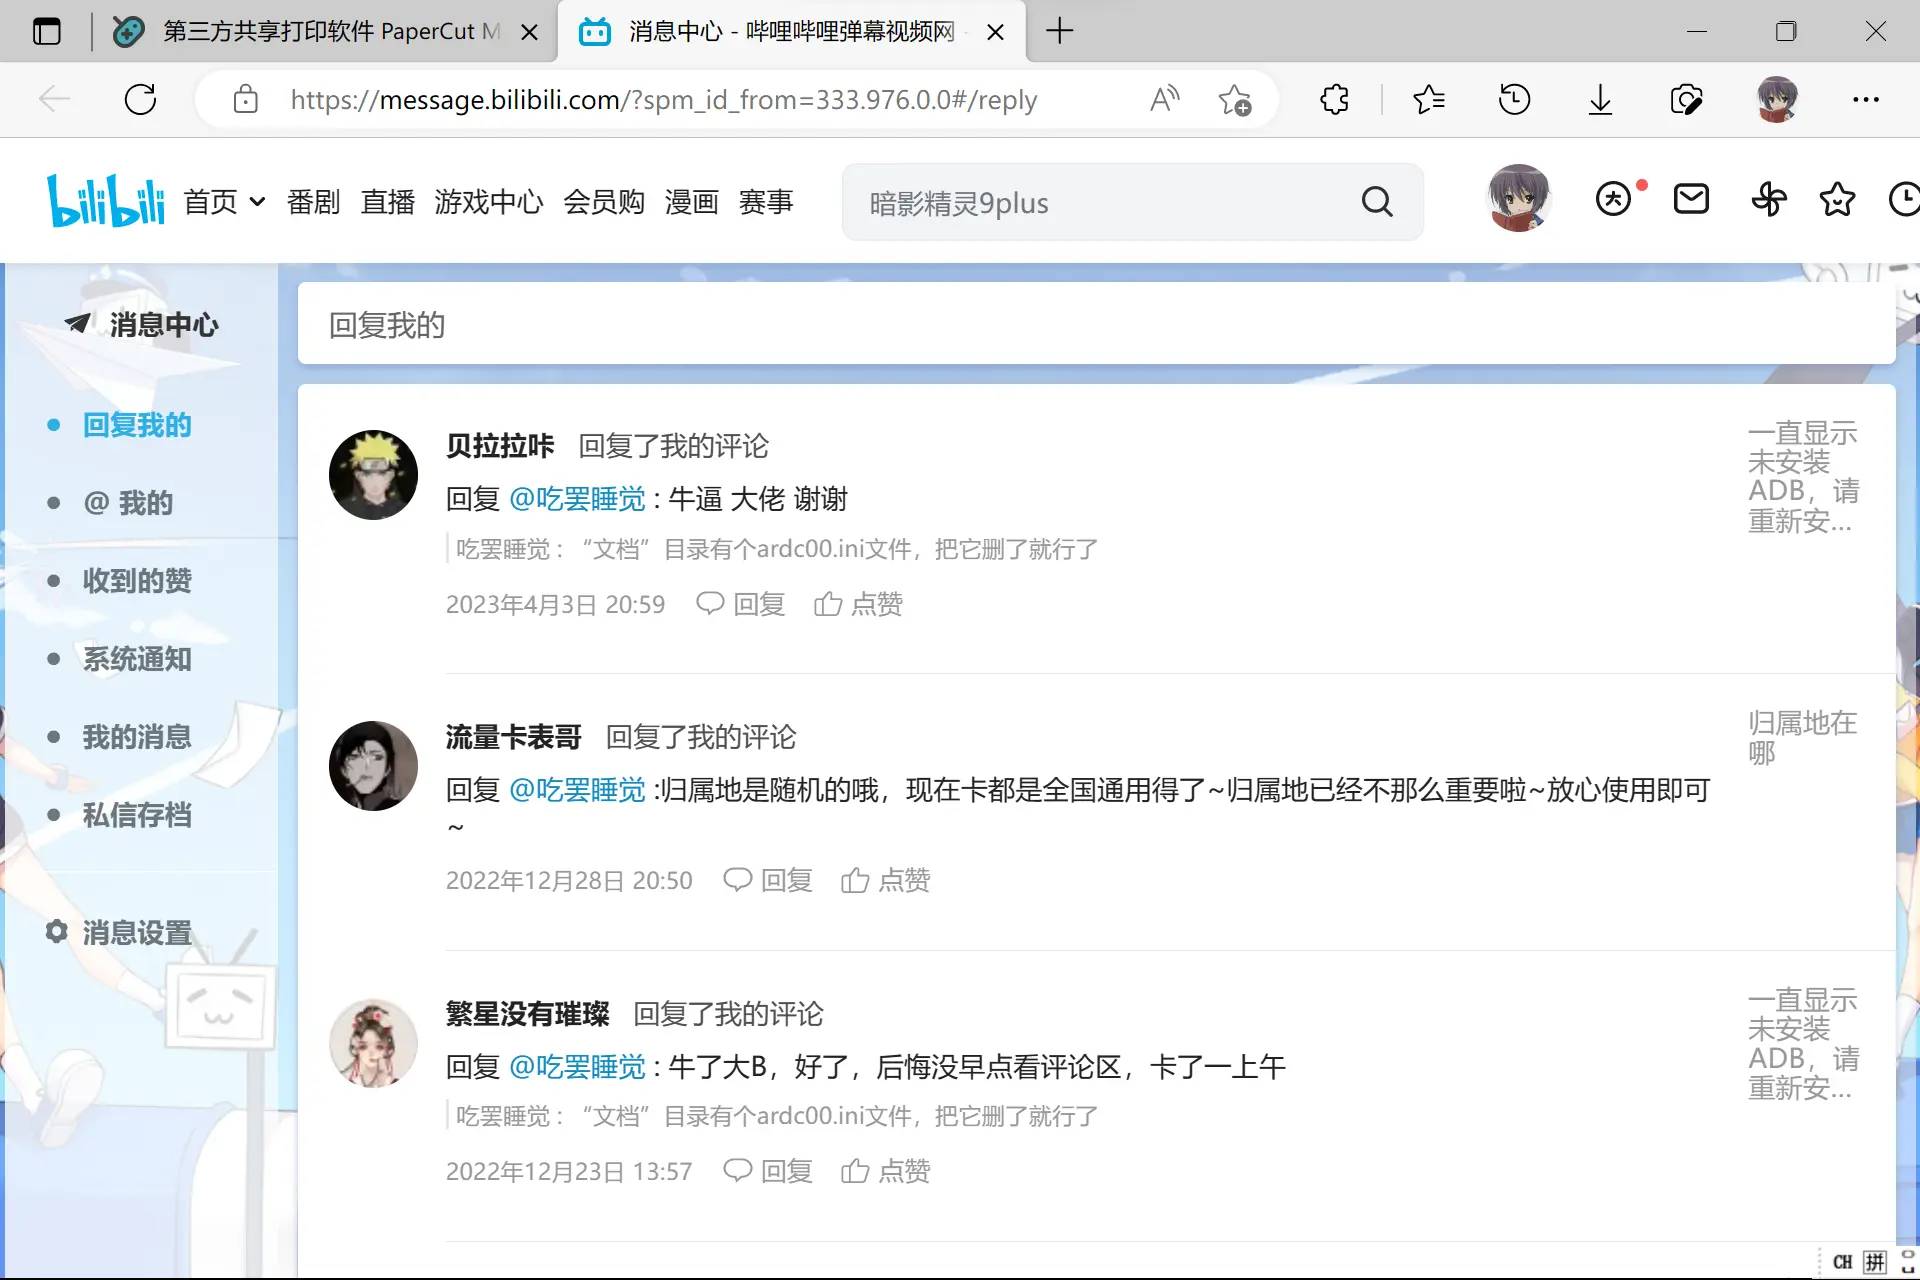 第三方共享打印软件 PaperCut M
消息中心 - 哔哩哔哩弹幕视频网 -
https://message.bilibili.com/?spm_id_from=333.976.0.0#/reply
bilibili 首页 番剧 直播 游戏中心 会员购 漫画 赛事
暗影精灵9plus
消息中心
回复我的
@ 我的
收到的赞
系统通知
我的消息
私信存档
消息设置
回复我的
贝拉拉咔 回复了我的评论
回复 @吃罢睡觉 : 牛逼 大佬 谢谢
吃罢睡觉：“文档”目录有个ardc00.ini文件，把它删了就行了
2023年4月3日 20:59 回复 点赞
一直显示
未安装
ADB，请
重新安...
流量卡表哥 回复了我的评论
回复 @吃罢睡觉 :归属地是随机的哦，现在卡都是全国通用得了~归属地已经不那么重要啦~放心使用即可
~
2022年12月28日 20:50 回复 点赞
归属地在
哪
繁星没有璀璨 回复了我的评论
回复 @吃罢睡觉 : 牛了大B，好了，后悔没早点看评论区，卡了一上午
吃罢睡觉：“文档”目录有个ardc00.ini文件，把它删了就行了
2022年12月23日 13:57 回复 点赞
一直显示
未安装
ADB，请
重新安...
CH 拼